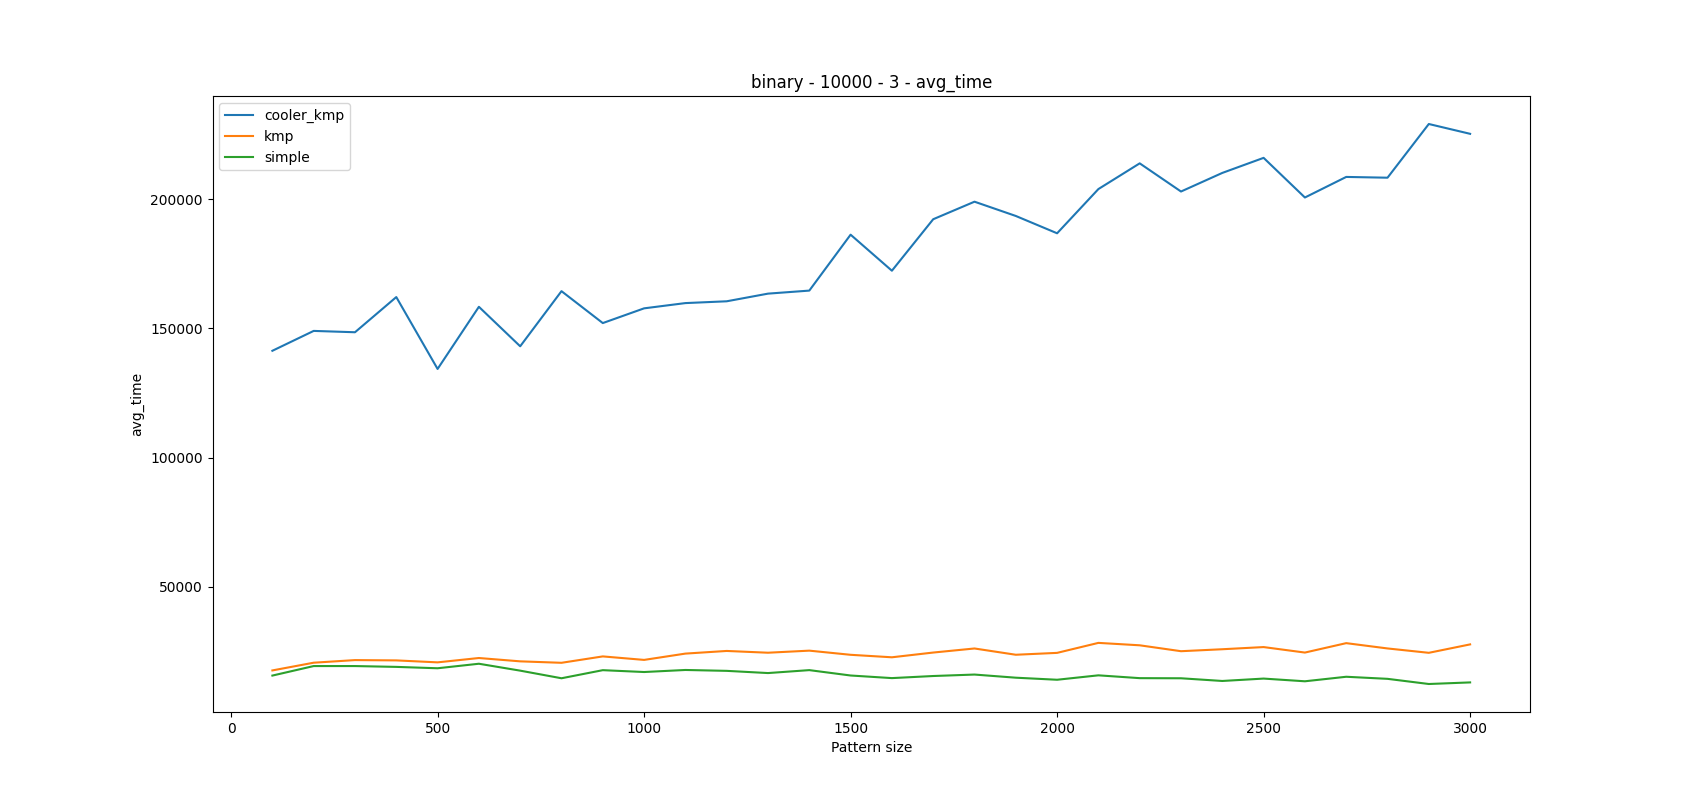 binary - 10000 - 3 - avg_time
cooler_kmp
kmp
simple
200000
150000
100000
50000
avg_time
0 500 1000 1500 2000 2500 3000
Pattern size